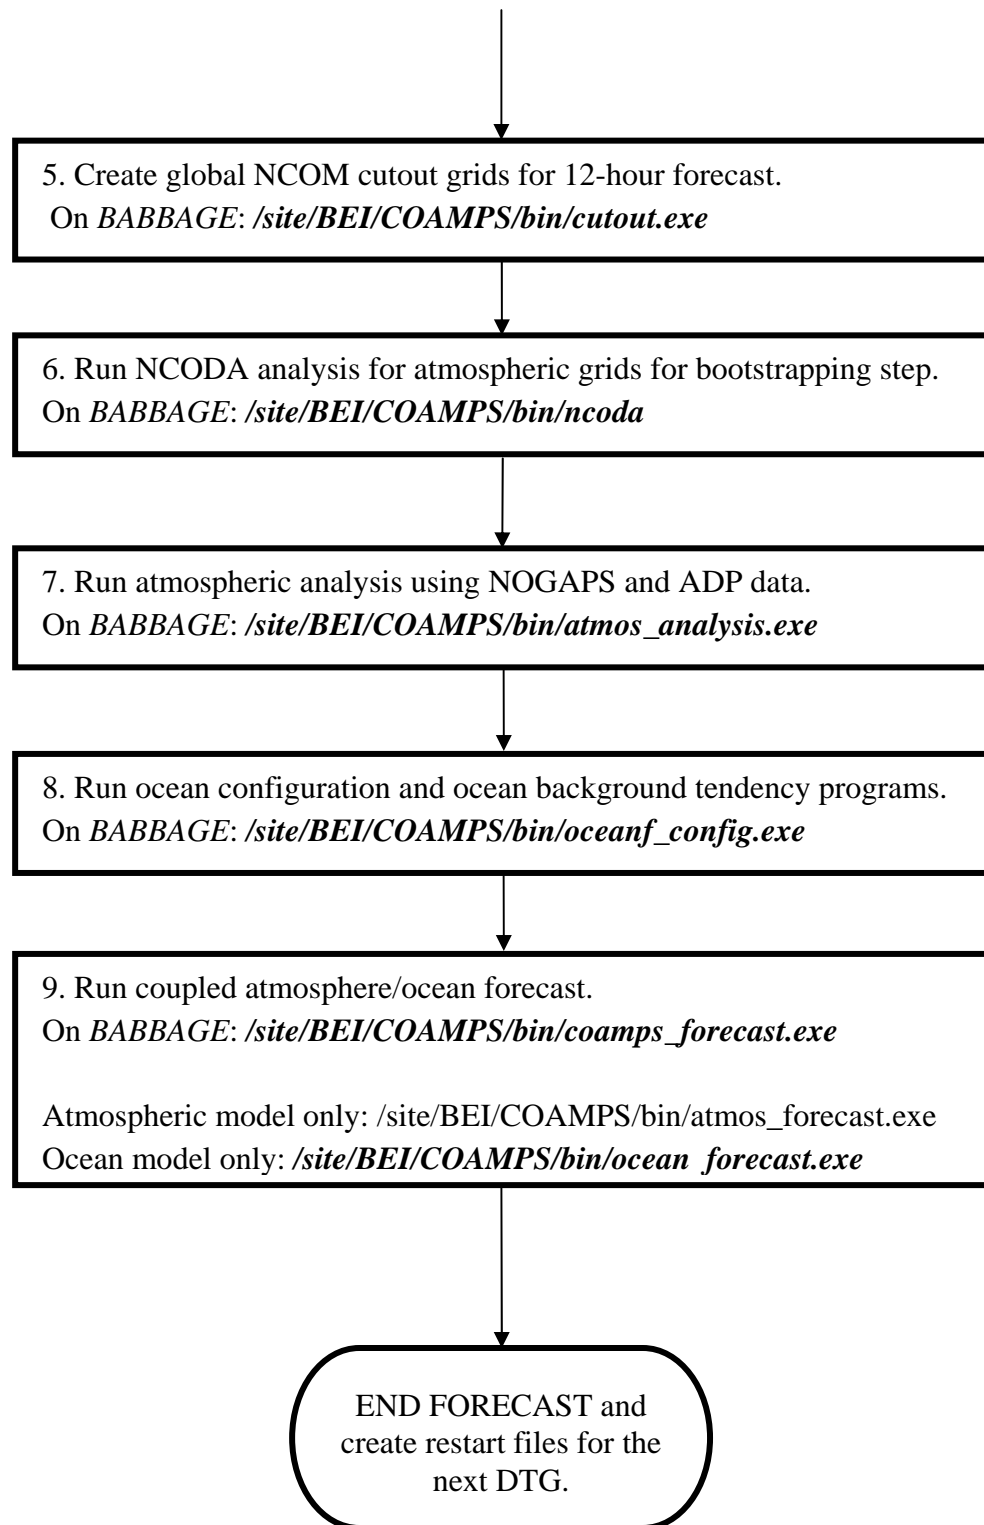 5. Create global NCOM cutout grids for 12-hour forecast.
On BABBAGE: /site/BEI/COAMPS/bin/cutout.exe
6. Run NCODA analysis for atmospheric grids for bootstrapping step.
On BABBAGE: /site/BEI/COAMPS/bin/ncoda
7. Run atmospheric analysis using NOGAPS and ADP data.
On BABBAGE: /site/BEI/COAMPS/bin/atmos_analysis.exe
8. Run ocean configuration and ocean background tendency programs.
On BABBAGE: /site/BEI/COAMPS/bin/oceanf_config.exe
9. Run coupled atmosphere/ocean forecast.
On BABBAGE: /site/BEI/COAMPS/bin/coamps_forecast.exe
Atmospheric model only: /site/BEI/COAMPS/bin/atmos_forecast.exe
Ocean model only: /site/BEI/COAMPS/bin/ocean_forecast.exe
END FORECAST and
create restart files for the
next DTG.